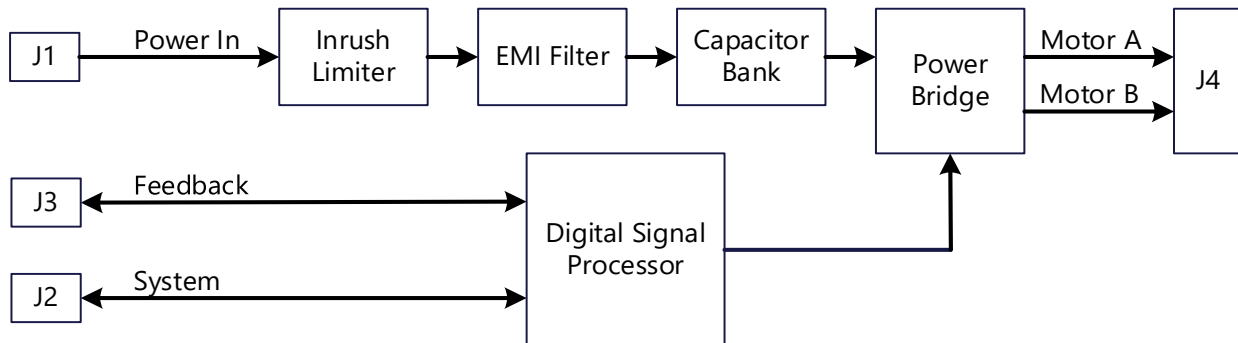 J1
Power In
Inrush
Limiter
EMI Filter
Capacitor
Bank
Power
Bridge
Motor A
Motor B
J4
J3
Feedback
Digital Signal
Processor
J2
System